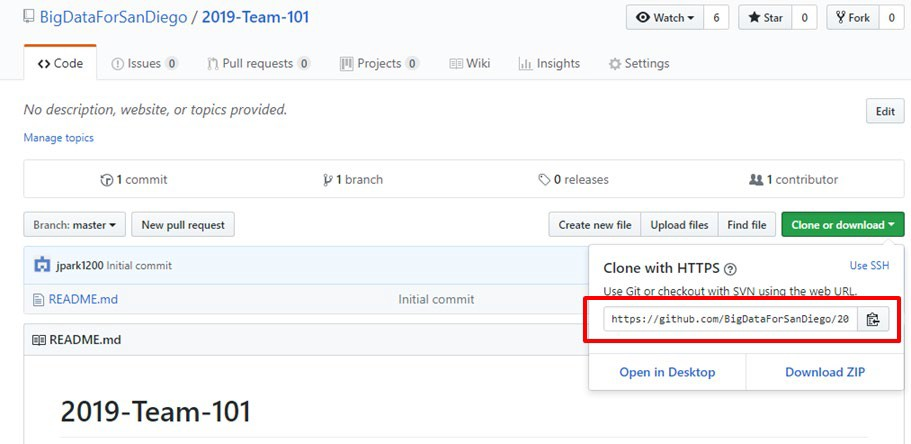 BigDataForSanDiego / 2019-Team-101
Watch 6 Star 0 Fork 0
Code Issues 0 Pull requests 0 Projects 0 Wiki Insights Settings
No description, website, or topics provided.
Edit
Manage topics
1 commit 1 branch 0 releases 1 contributor
Branch: master New pull request Create new file Upload files Find file Clone or download
jpark1200 Initial commit
README.md Initial commit
Clone with HTTPS Use SSH
Use Git or checkout with SVN using the web URL.
https://github.com/BigDataForSanDiego/20
Open in Desktop Download ZIP
README.md
2019-Team-101